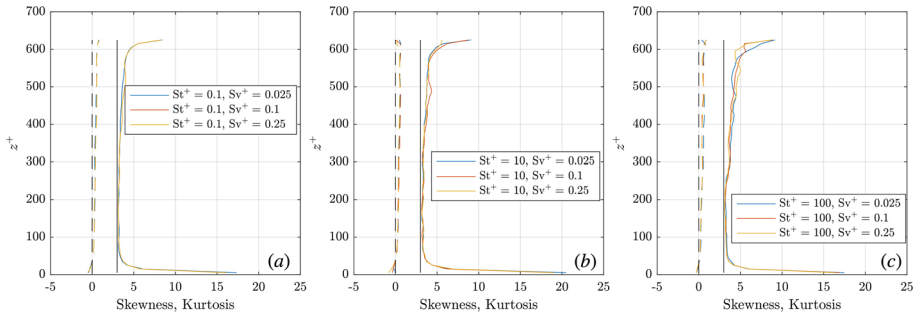 700
600
500
400
300
200
100
0
z+
St+ = 0.1, Sv+ = 0.025
St+ = 0.1, Sv+ = 0.1
St+ = 0.1, Sv+ = 0.25
(a)
-5 0 5 10 15 20 25
Skewness, Kurtosis
700
600
500
400
300
200
100
0
z+
St+ = 10, Sv+ = 0.025
St+ = 10, Sv+ = 0.1
St+ = 10, Sv+ = 0.25
(b)
-5 0 5 10 15 20 25
Skewness, Kurtosis
700
600
500
400
300
200
100
0
z+
St+ = 100, Sv+ = 0.025
St+ = 100, Sv+ = 0.1
St+ = 100, Sv+ = 0.25
(c)
-5 0 5 10 15 20 25
Skewness, Kurtosis